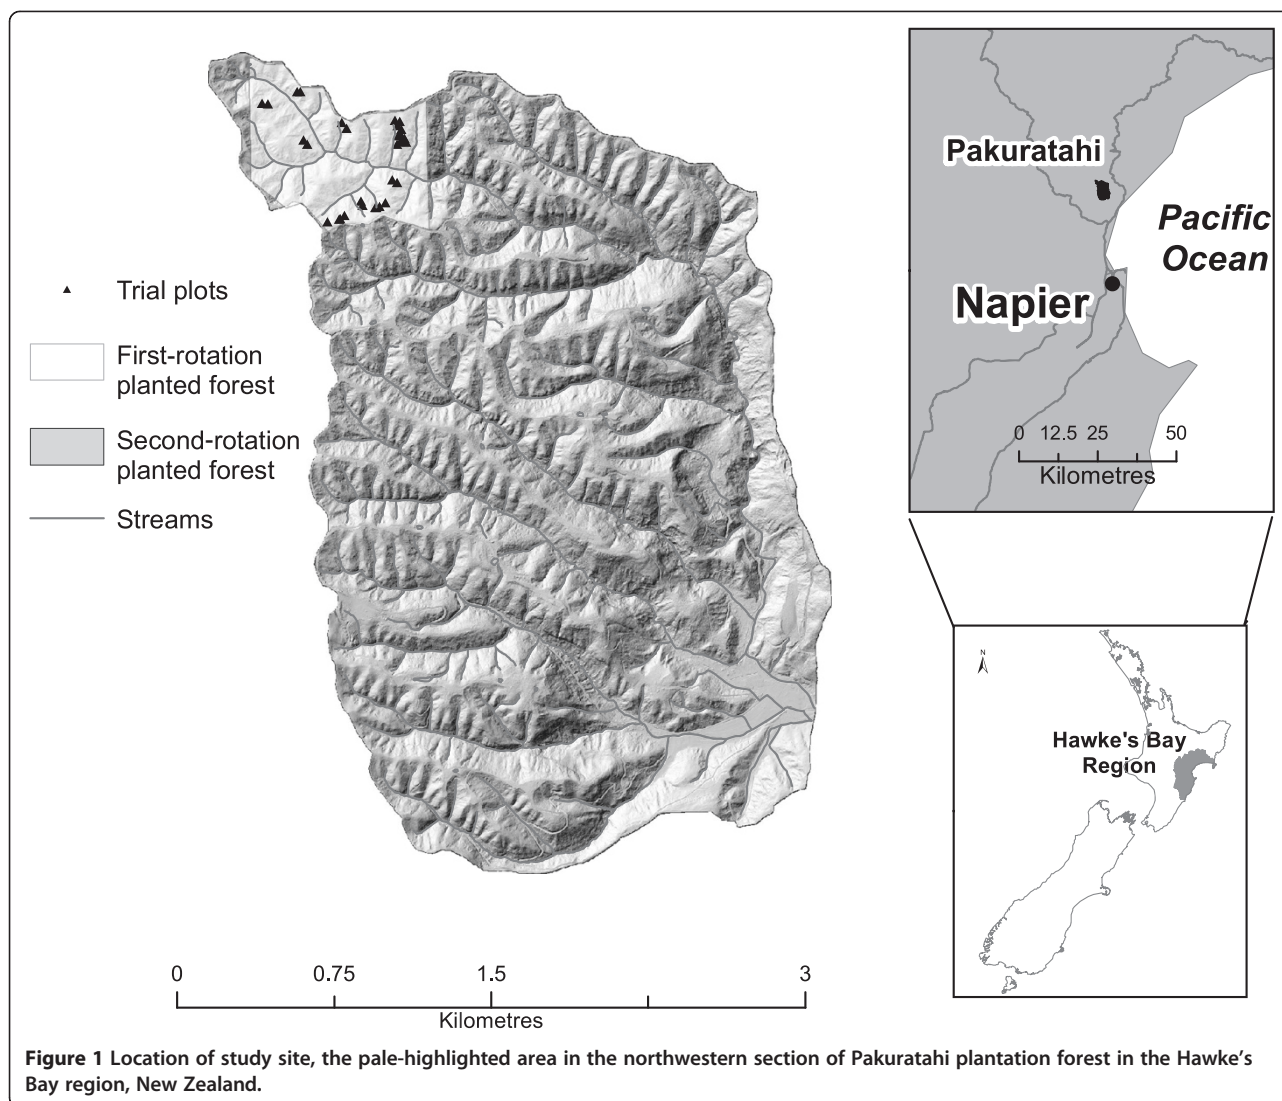 Trial plots
First-rotation
planted forest
Second-rotation
planted forest
Streams
0 0.75 1.5 3
Kilometres
Pakuratahi
Pacific
Ocean
Napier
0 12.5 25 50
Kilometres
N
Hawke's Bay
Region
Figure 1 Location of study site, the pale-highlighted area in the northwestern section of Pakuratahi plantation forest in the Hawke's
Bay region, New Zealand.